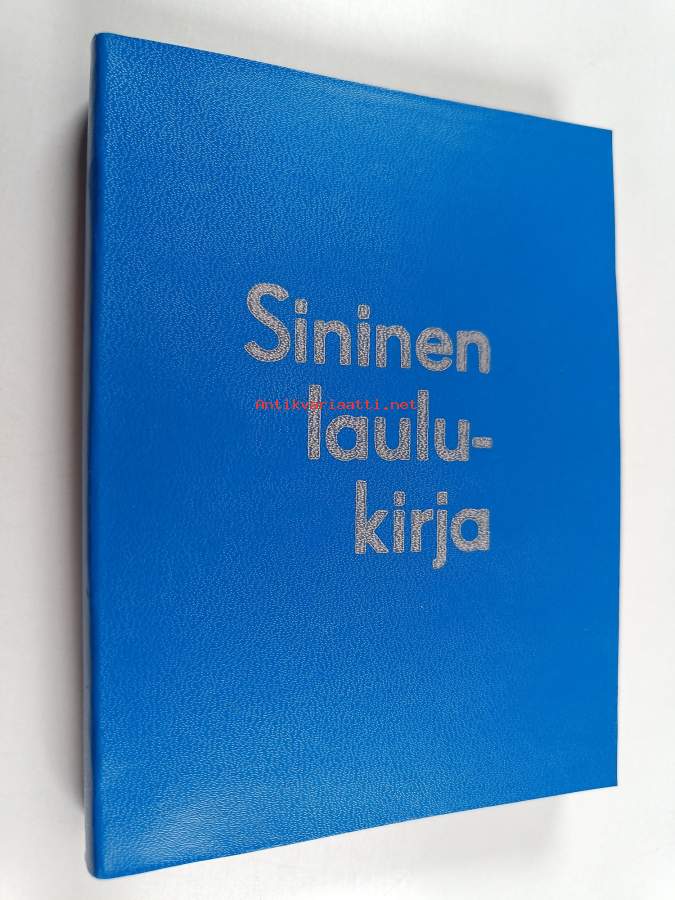 Sininen
Antikvariaatti.net
laulu-
kirja